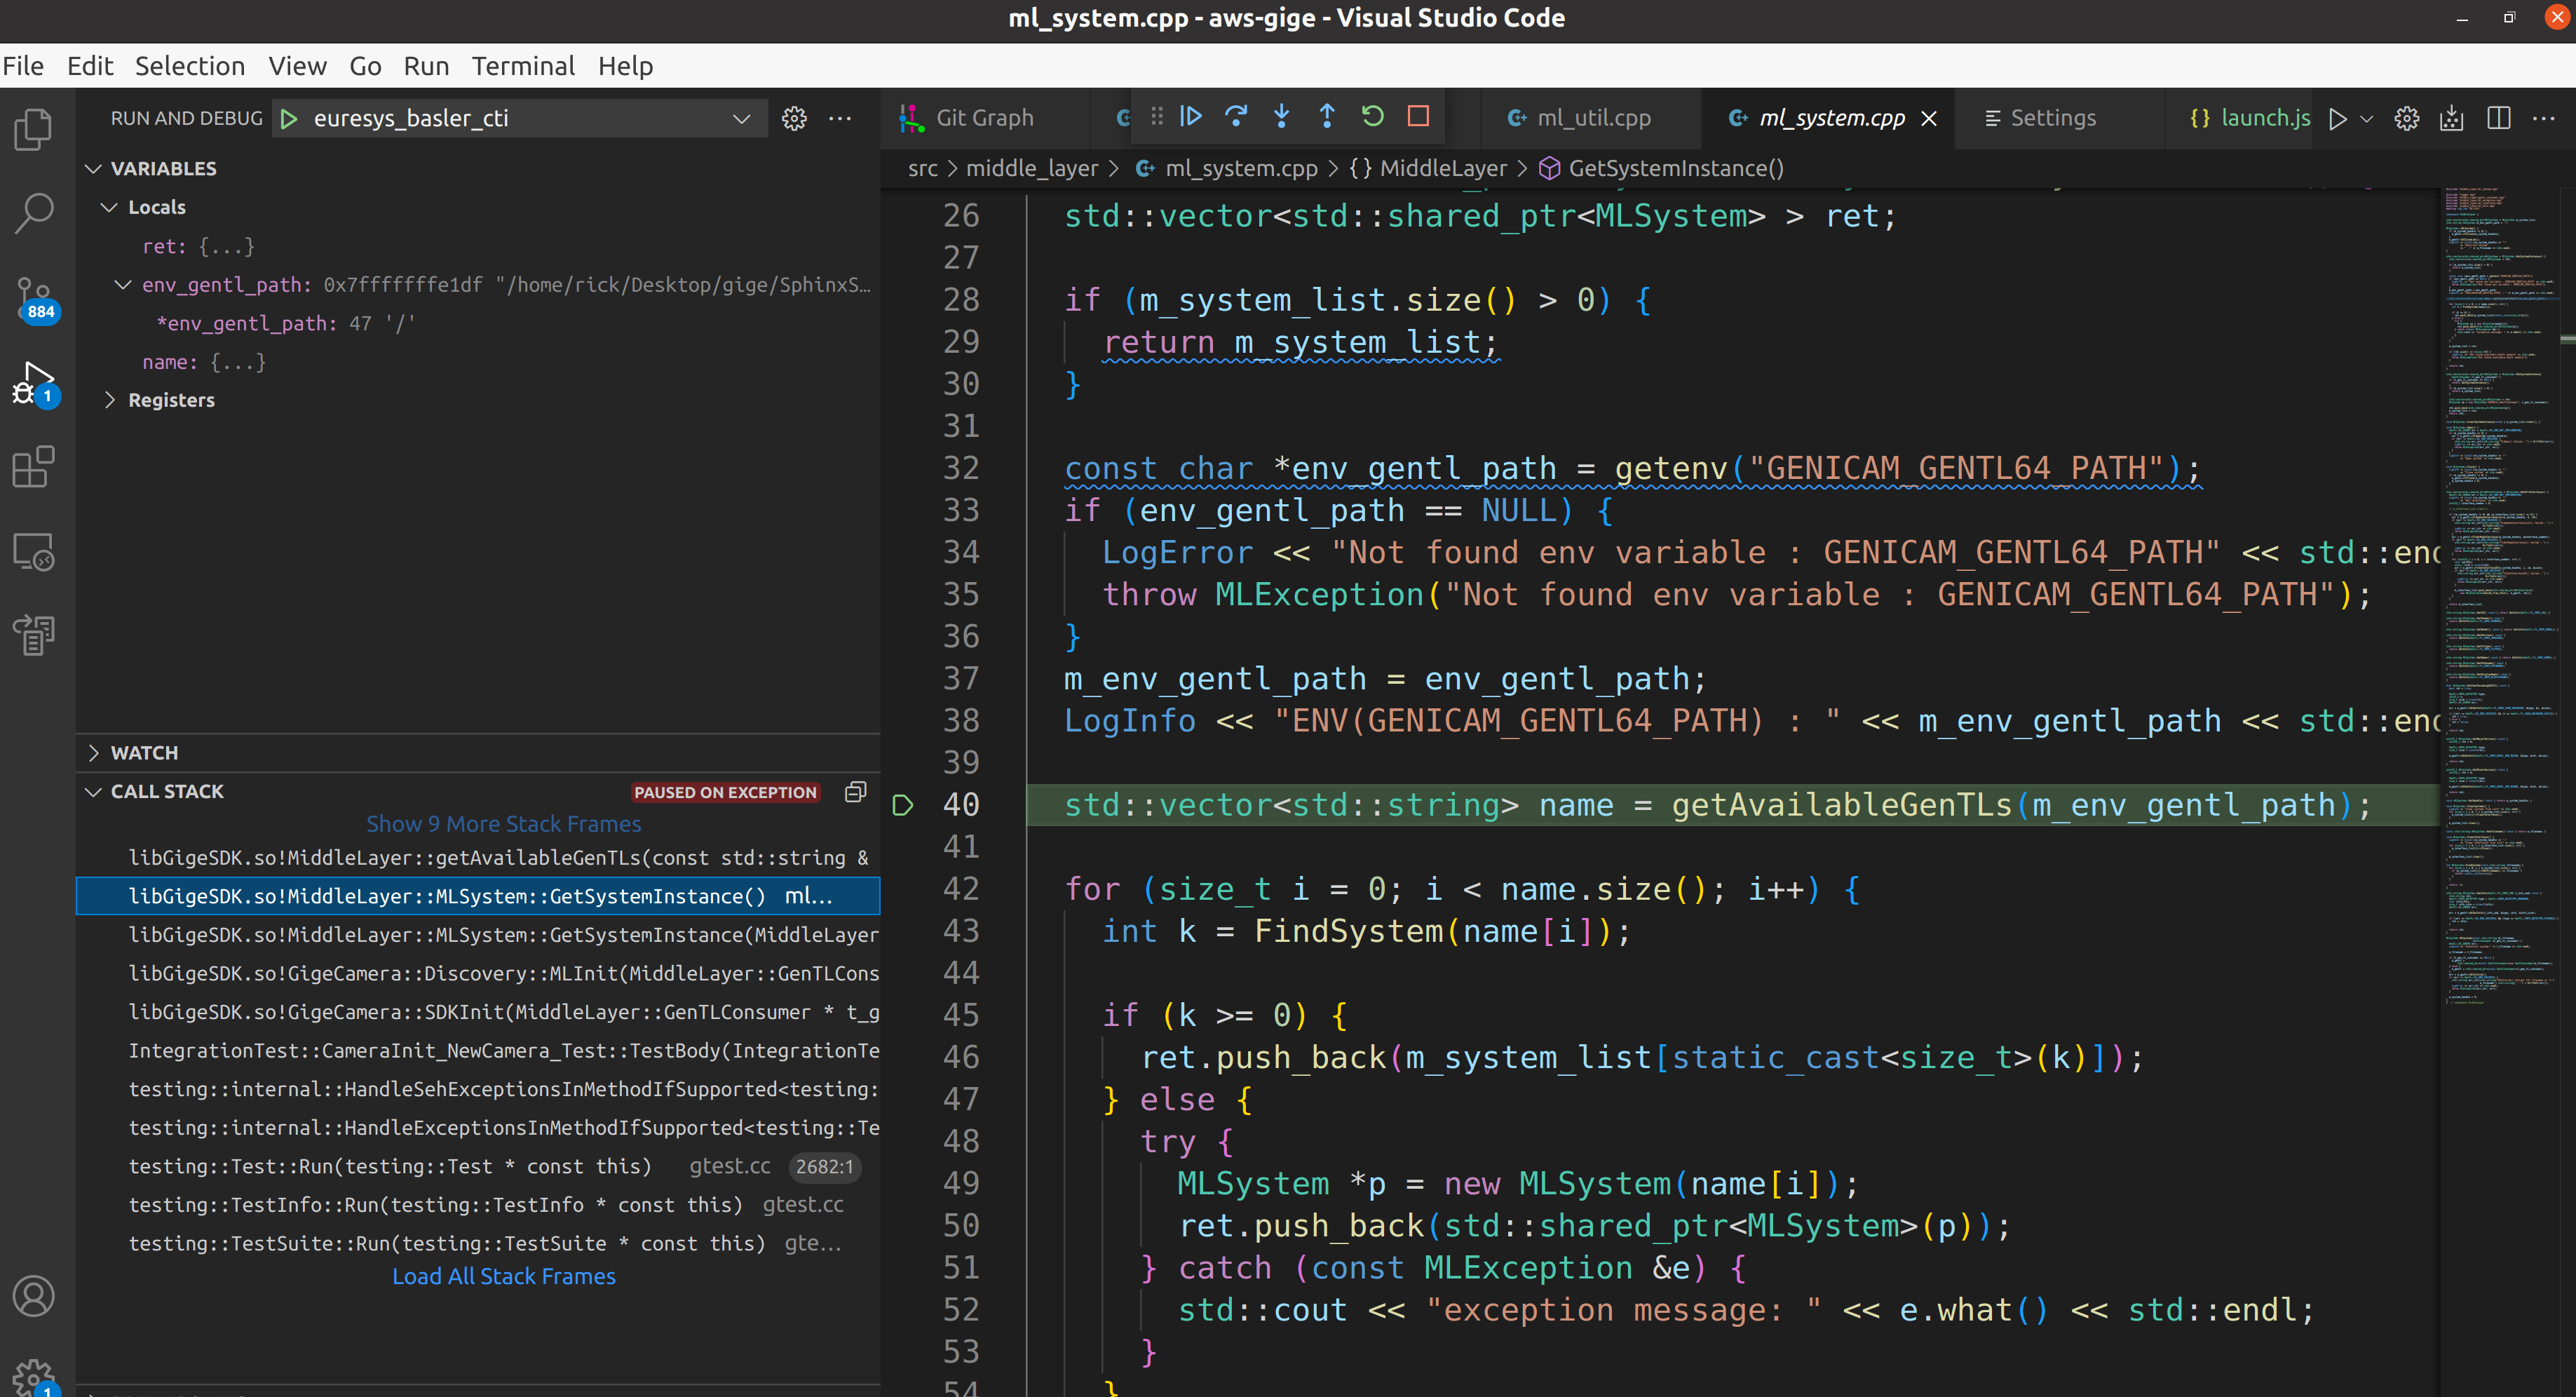 ml_system.cpp - aws-gige - Visual Studio Code
File Edit Selection View Go Run Terminal Help
RUN AND DEBUG euresys_basler_cti
Git Graph ml_util.cpp ml_system.cpp Settings {} launch.js
src > middle_layer > ml_system.cpp > {} MiddleLayer > GetSystemInstance()
VARIABLES
Locals
ret: {...}
env_gentl_path: 0x7fffffffe1df "/home/rick/Desktop/gige/SphinxS…
*env_gentl_path: 47 '/'
name: {...}
Registers
884
1
WATCH
CALL STACK PAUSED ON EXCEPTION
Show 9 More Stack Frames
libGigeSDK.so!MiddleLayer::getAvailableGenTLs(const std::string &
libGigeSDK.so!MiddleLayer::MLSystem::GetSystemInstance() ml…
libGigeSDK.so!MiddleLayer::MLSystem::GetSystemInstance(MiddleLayer
libGigeSDK.so!GigeCamera::Discovery::MLInit(MiddleLayer::GenTLCons
libGigeSDK.so!GigeCamera::SDKInit(MiddleLayer::GenTLConsumer * t_g
IntegrationTest::CameraInit_NewCamera_Test::TestBody(IntegrationTe
testing::internal::HandleSehExceptionsInMethodIfSupported<testing:
testing::internal::HandleExceptionsInMethodIfSupported<testing::Te
testing::Test::Run(testing::Test * const this) gtest.cc 2682:1
testing::TestInfo::Run(testing::TestInfo * const this) gtest.cc
testing::TestSuite::Run(testing::TestSuite * const this) gte…
Load All Stack Frames
1
26 std::vector<std::shared_ptr<MLSystem> > ret;
27
28 if (m_system_list.size() > 0) {
29 return m_system_list;
30 }
31
32 const char *env_gentl_path = getenv("GENICAM_GENTL64_PATH");
33 if (env_gentl_path == NULL) {
34 LogError << "Not found env variable : GENICAM_GENTL64_PATH" << std::end
35 throw MLException("Not found env variable : GENICAM_GENTL64_PATH");
36 }
37 m_env_gentl_path = env_gentl_path;
38 LogInfo << "ENV(GENICAM_GENTL64_PATH) : " << m_env_gentl_path << std::end
39
40 std::vector<std::string> name = getAvailableGenTLs(m_env_gentl_path);
41
42 for (size_t i = 0; i < name.size(); i++) {
43 int k = FindSystem(name[i]);
44
45 if (k >= 0) {
46 ret.push_back(m_system_list[static_cast<size_t>(k)]);
47 } else {
48 try {
49 MLSystem *p = new MLSystem(name[i]);
50 ret.push_back(std::shared_ptr<MLSystem>(p));
51 } catch (const MLException &e) {
52 std::cout << "exception message: " << e.what() << std::endl;
53 }
54 }